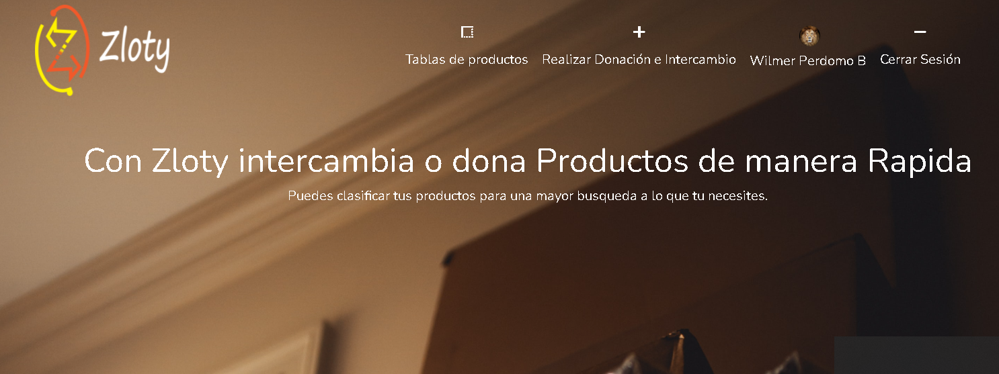 Zloty
Tablas de productos
Realizar Donación e Intercambio
Wilmer Perdomo B
Cerrar Sesión
Con Zloty intercambia o dona Productos de manera Rapida
Puedes clasificar tus productos para una mayor busqueda a lo que tu necesites.